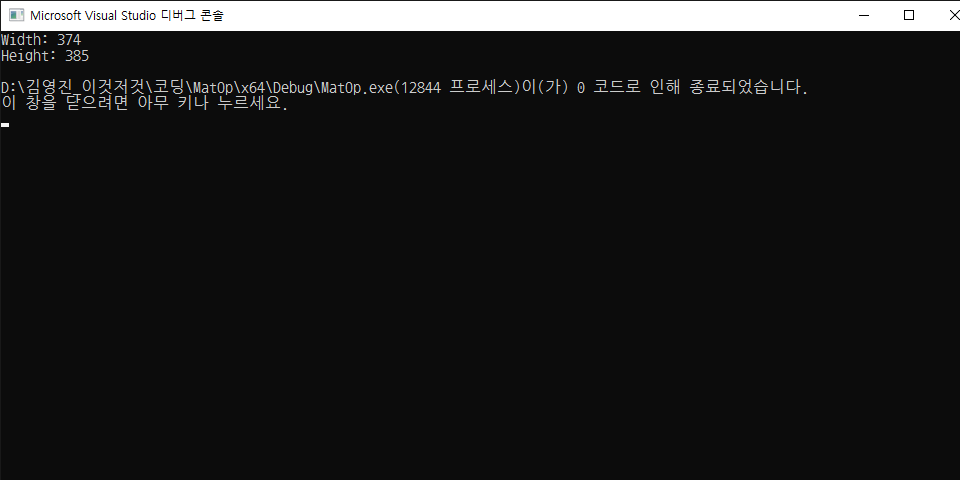 Microsoft Visual Studio 디버그 콘솔
Width: 374
Height: 385
D:\김영진_이것저것\코딩\MatOp\x64\Debug\MatOp.exe(12844 프로세스)이(가) 0 코드로 인해 종료되었습니다.
이 창을 닫으려면 아무 키나 누르세요.